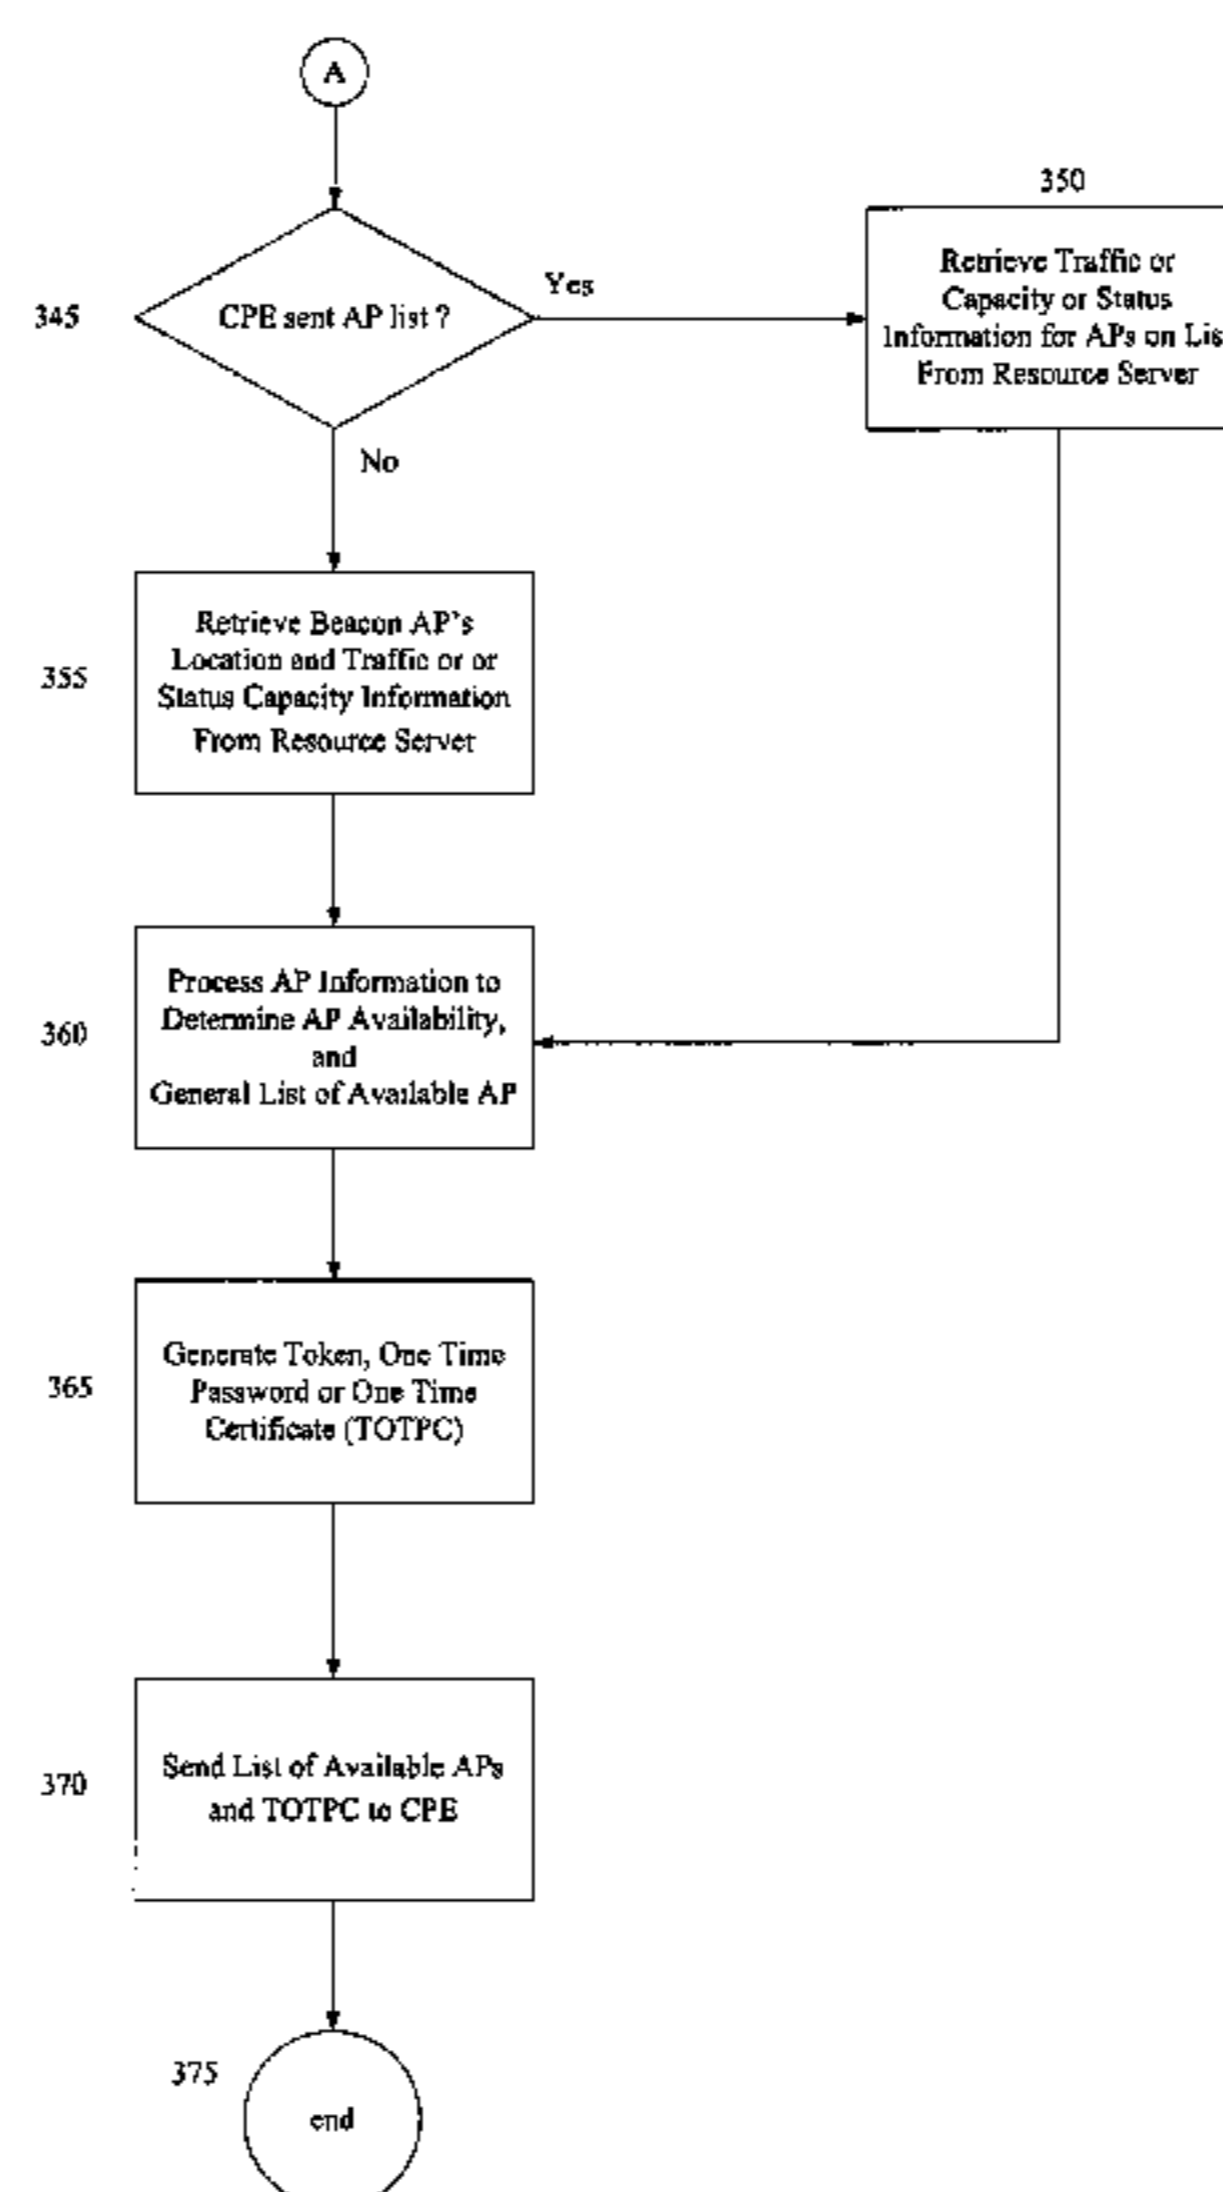 A
350
Retrieve Traffic or
Capacity or Status
Information for APs on Lis
From Resource Server
Yes
345
CPE sent AP list ?
No
355
Retrieve Beacon AP's
Location and Traffic or or
Status Capacity Information
From Resource Server
360
Process AP Information to
Determine AP Availability,
and
General List of Available AP
365
Generate Token, One Time
Password or One Time
Certificate (TOTPC)
370
Send List of Available APs
and TOTPC to CPE
375
end